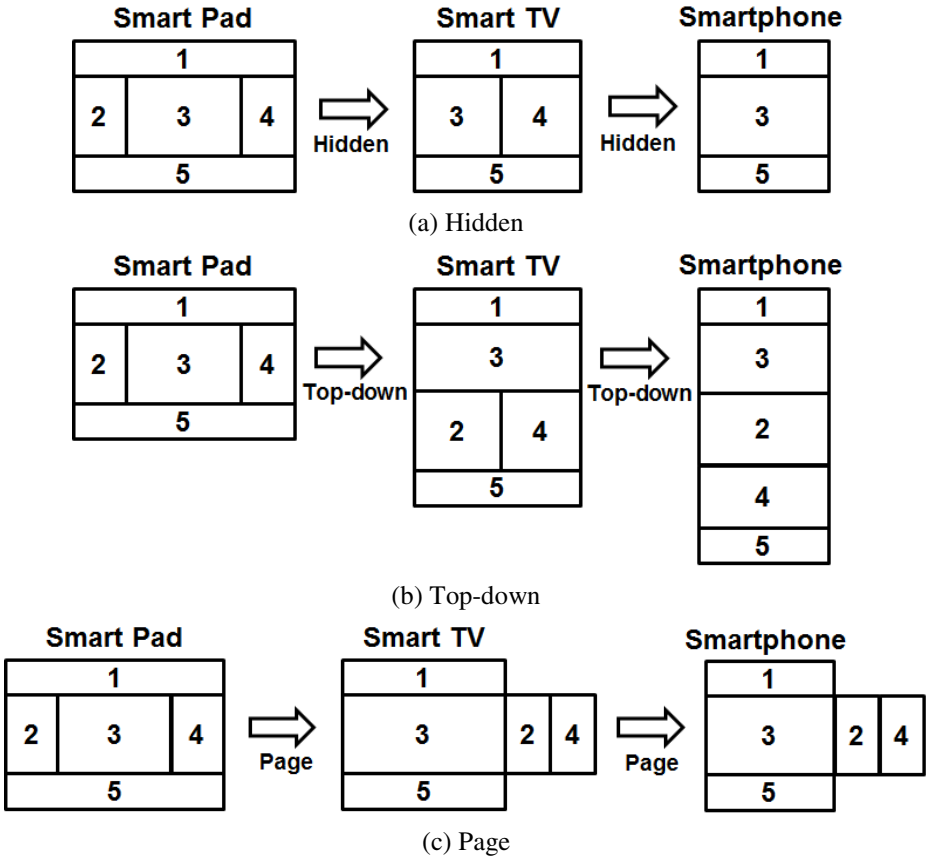 Smart Pad Smart TV Smartphone
1 1 1
2 3 4 Hidden 3 4 Hidden 3
5 5 5
(a) Hidden
Smart Pad Smart TV Smartphone
1 1 1
2 3 4 Top-down 3 Top-down 3
5 2 4 2
5 4
5
(b) Top-down
Smart Pad Smart TV Smartphone
1 1 1
2 3 4 Page 3 2 4 Page 3 2 4
5 5 5
(c) Page